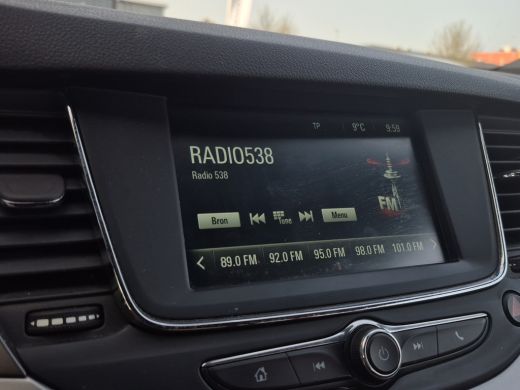 TP 9°C 9:59
RADIO538
Radio 538
FM
Bron Tone Menu
89.0 FM 92.0 FM 95.0 FM 98.0 FM 101.0 FM